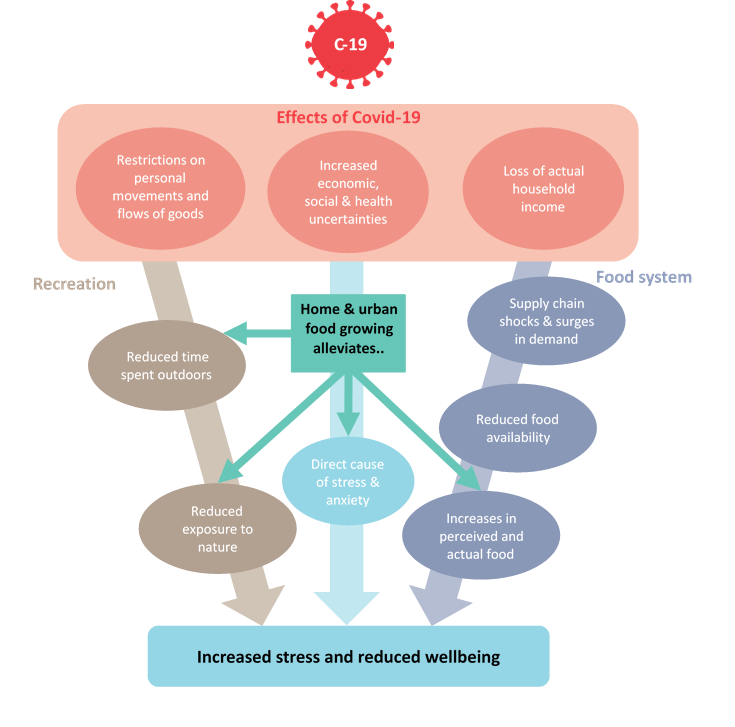 C-19
Effects of Covid-19
Restrictions on
personal
movements and
flows of goods
Increased
economic,
social & health
uncertainties
Loss of actual
household
income
Recreation
Food system
Home & urban
food growing
alleviates..
Supply chain
shocks & surges
in demand
Reduced time
spent outdoors
Reduced food
availability
Direct cause
of stress &
anxiety
Reduced
exposure to
nature
Increases in
perceived and
actual food
Increased stress and reduced wellbeing